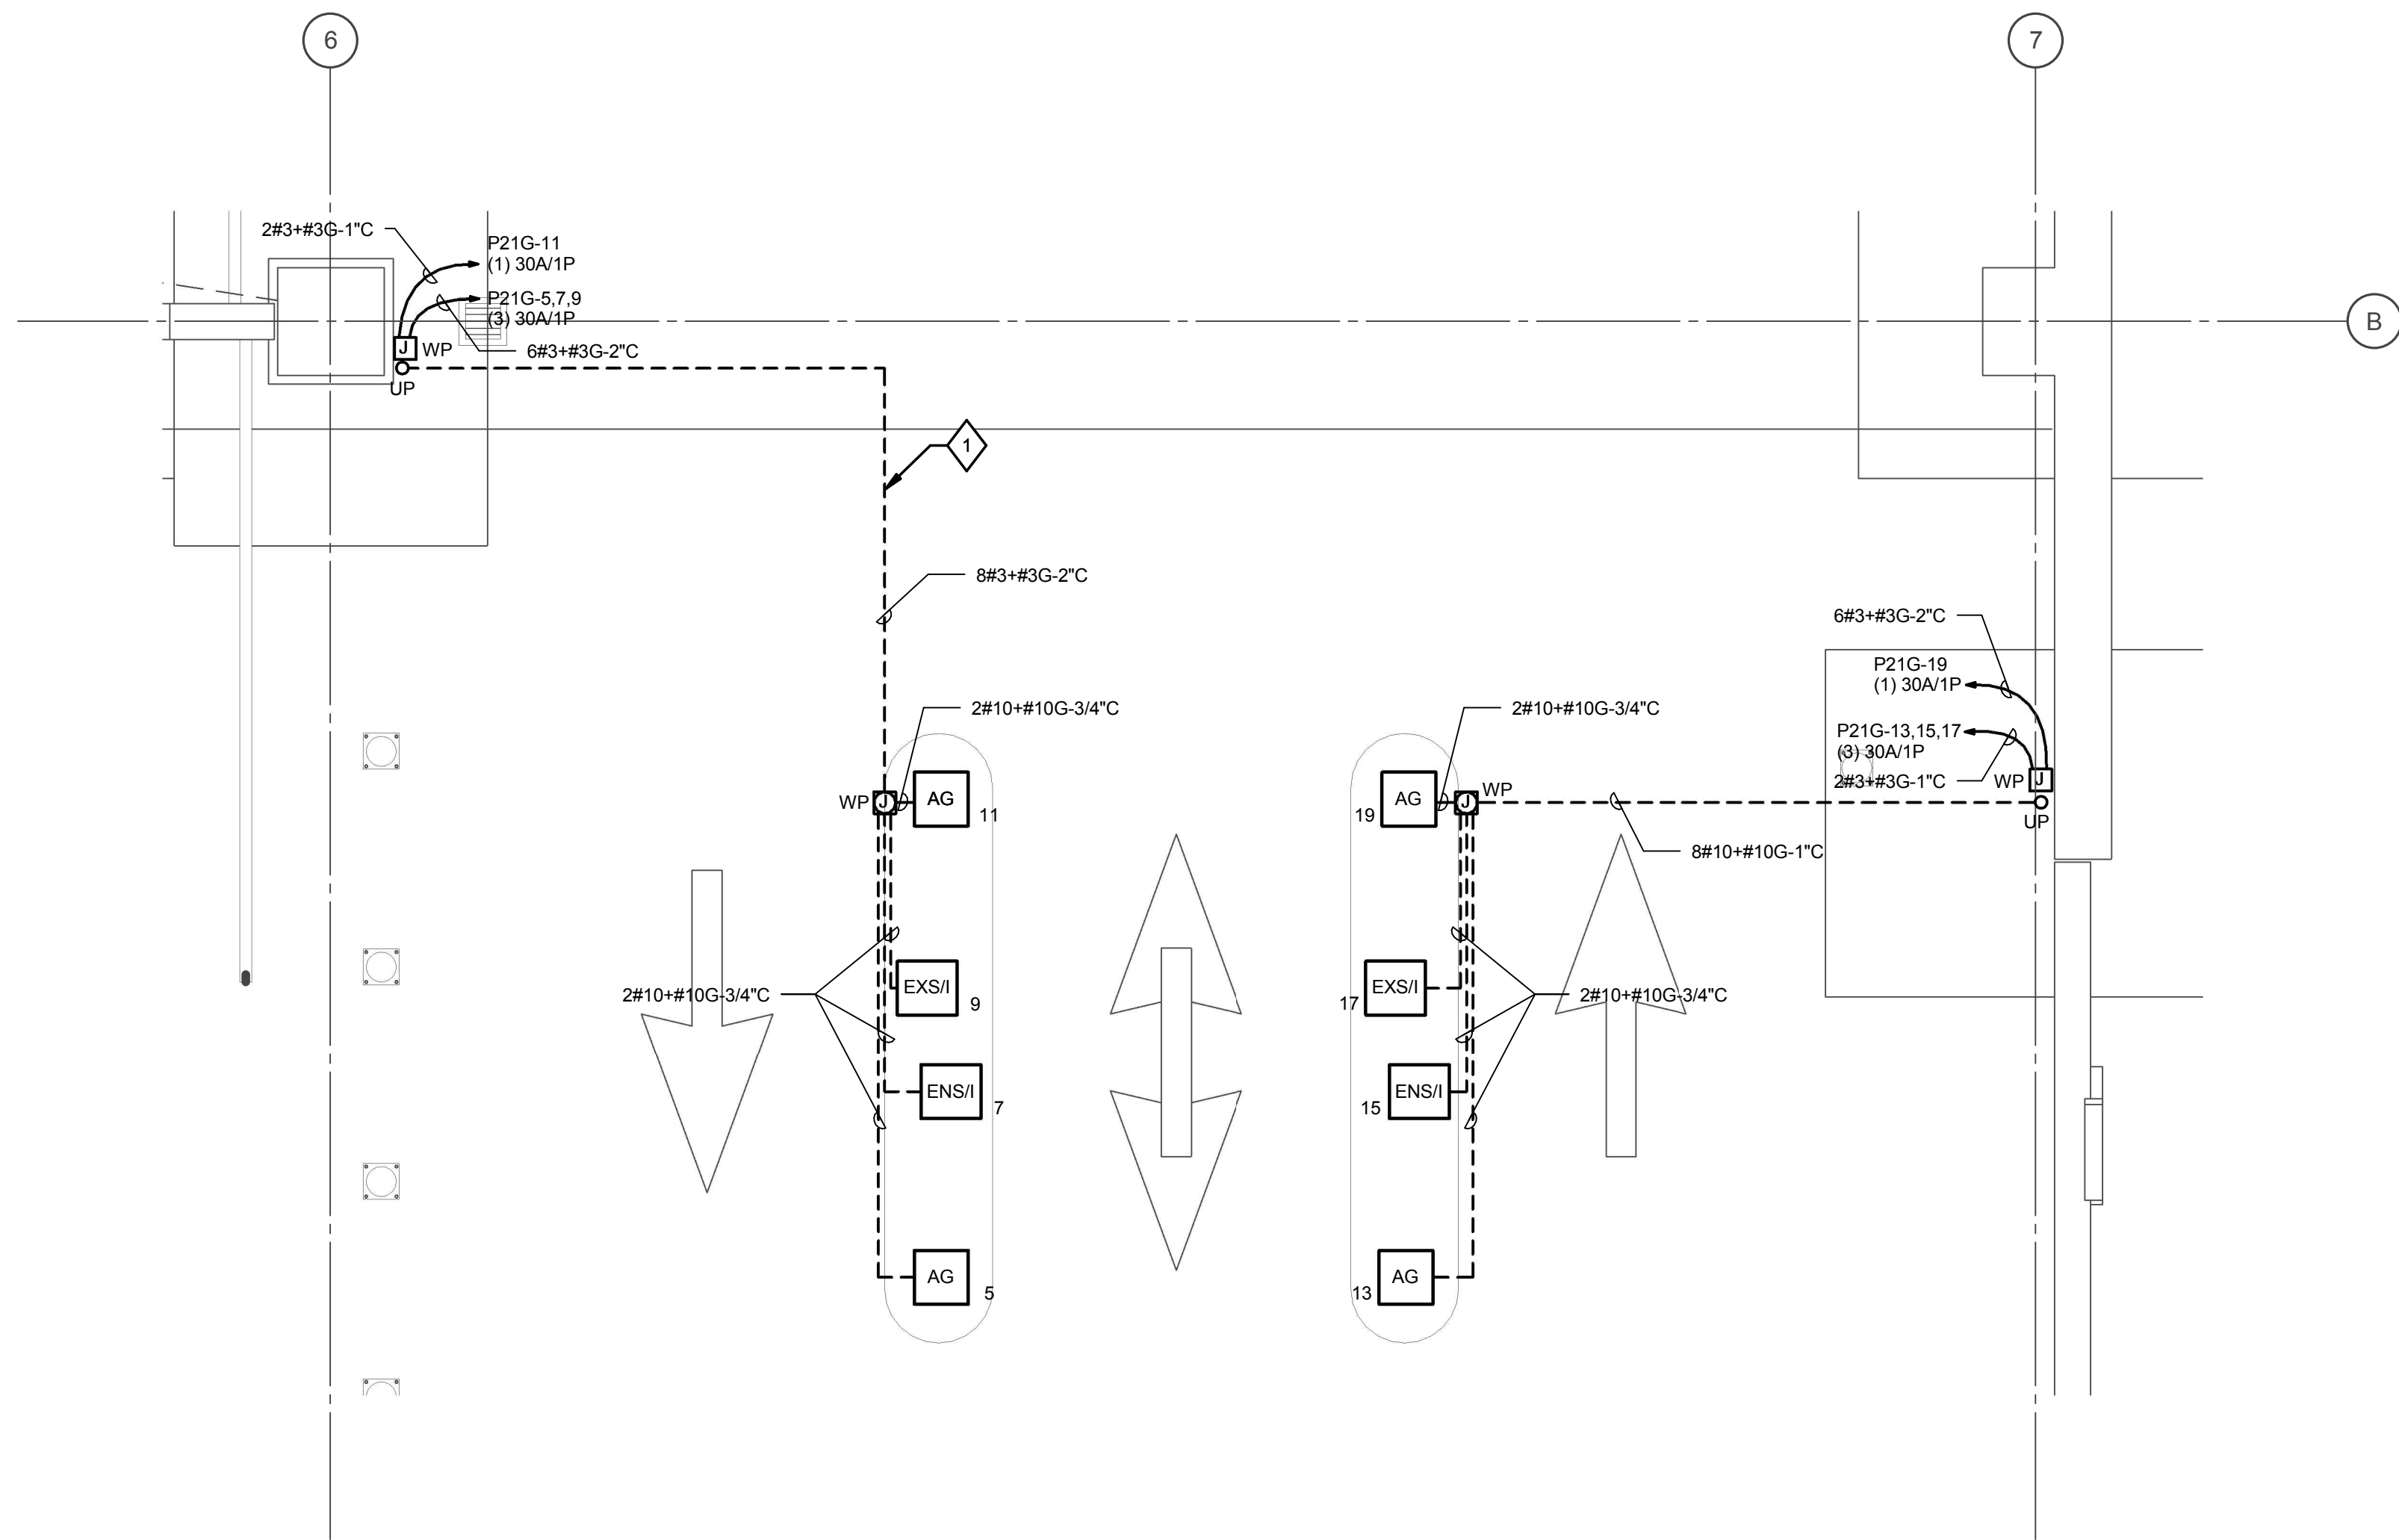 6
7
2#3+#3G-1"C
P21G-11
(1) 30A/1P
P21G-5,7,9
(3) 30A/1P
B
J
WP
6#3+#3G-2"C
UP
1
8#3+#3G-2"C
6#3+#3G-2"C
P21G-19
(1) 30A/1P
2#10+#10G-3/4"C
2#10+#10G-3/4"C
P21G-13,15,17
(3) 30A/1P
2#3+#3G-1"C
WP
J
UP
WP
J
AG
11
19
AG
J
WP
8#10+#10G-1"C
EXS/I
9
17
EXS/I
2#10+#10G-3/4"C
2#10+#10G-3/4"C
ENS/I
7
15
ENS/I
AG
5
13
AG